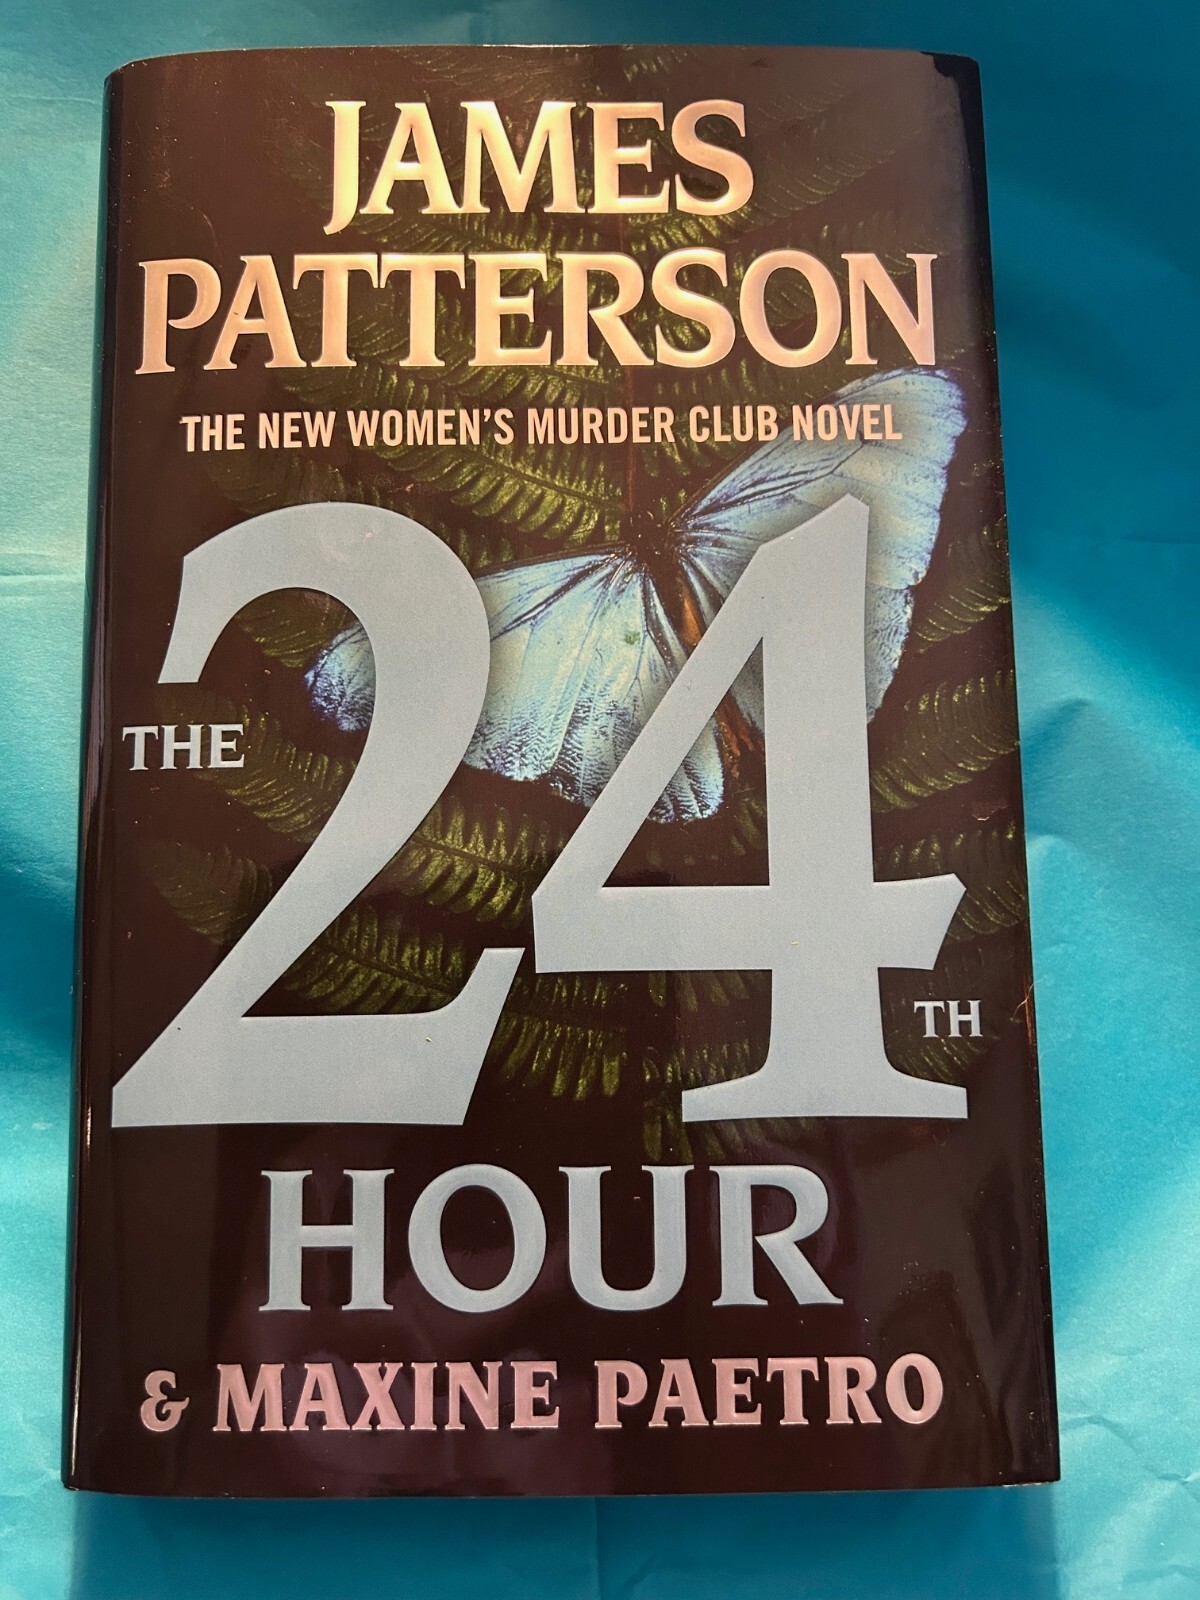 JAMES
PATTERSON
THE NEW WOMEN'S MURDER CLUB NOVEL
THE 24TH
HOUR
& MAXINE PAETRO